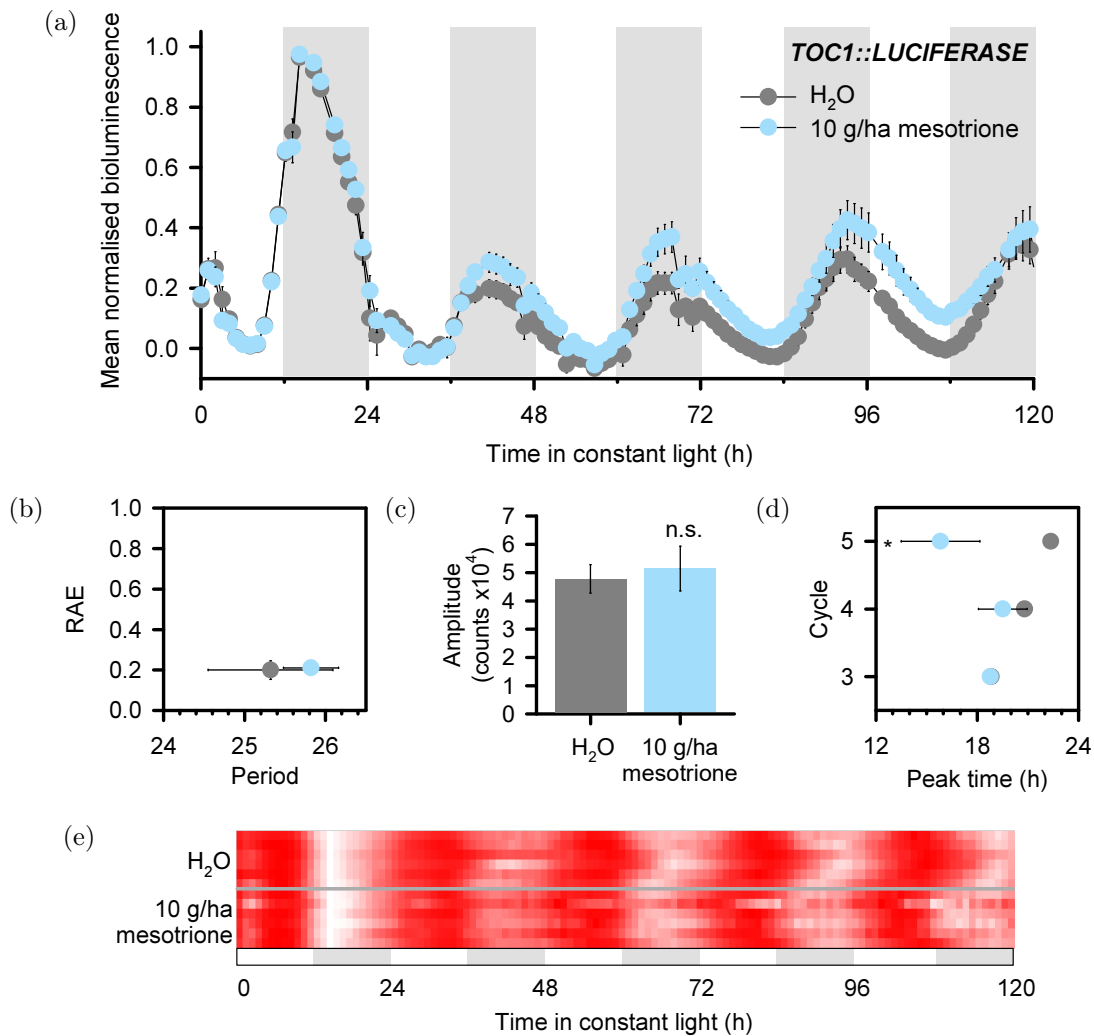 (a)
Mean normalised bioluminescence
1.0
0.8
0.6
0.4
0.2
0.0
TOC1::LUCIFERASE
H₂O
10 g/ha mesotrione
0 24 48 72 96 120
Time in constant light (h)
(b)
RAE
1.0
0.8
0.6
0.4
0.2
0.0
24 25 26
Period
(c)
Amplitude
(counts x10⁴)
7
6
5
4
3
2
1
0
n.s.
H₂O 10 g/ha
mesotrione
(d)
Cycle
5
4
3
*
12 18 24
Peak time (h)
(e)
H₂O
10 g/ha
mesotrione
0 24 48 72 96 120
Time in constant light (h)